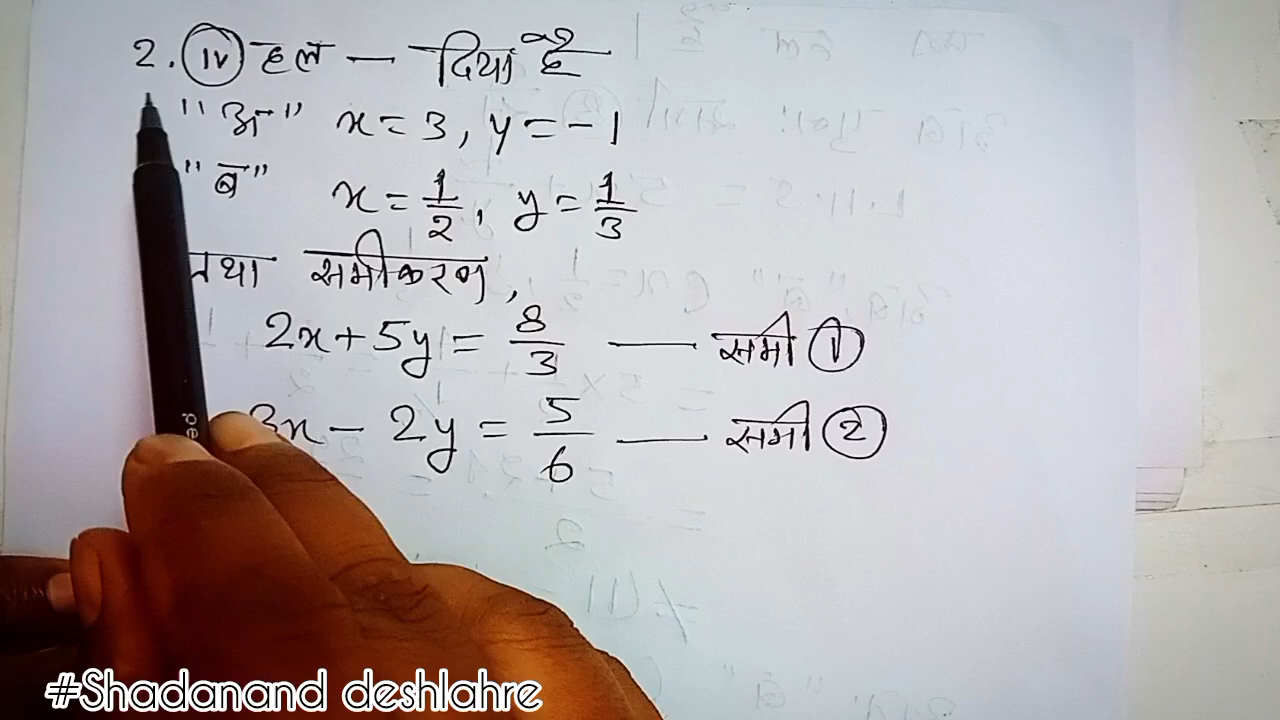 2. (iv) हल — दिया है
"अ" x = 3, y = -1
"ब" x = 1/2, y = 1/3
तथा समीकरण,
2x + 5y = 8/3 — समी (1)
3x - 2y = 5/6 — समी (2)
#Shadanand deshlahre